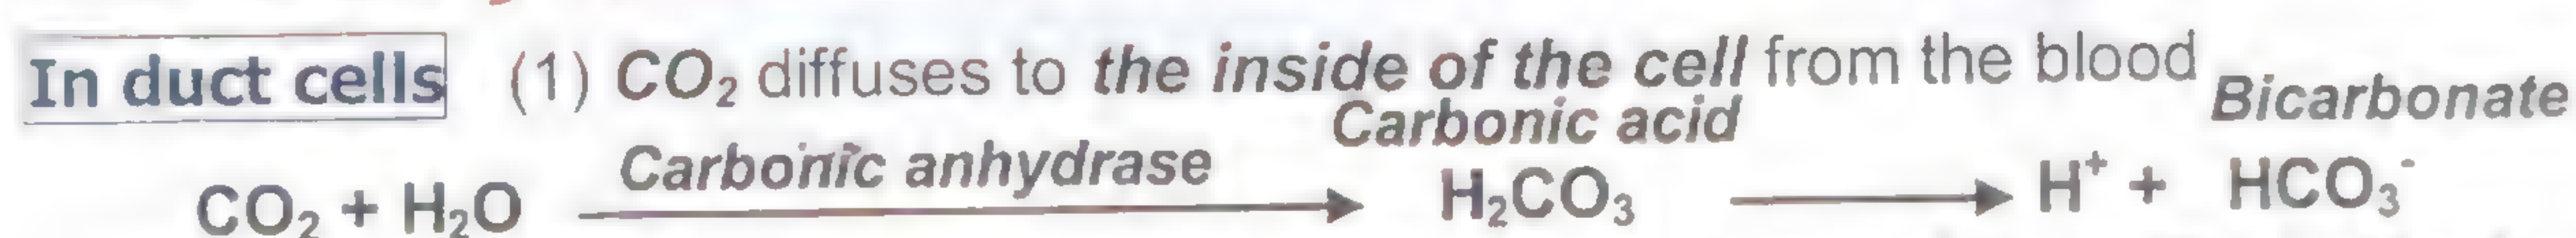 In duct cells (1) CO₂ diffuses to the inside of the cell from the blood
Carbonic acid Bicarbonate
Carbonic anhydrase
CO₂ + H₂O → H₂CO₃ → H⁺ + HCO₃⁻